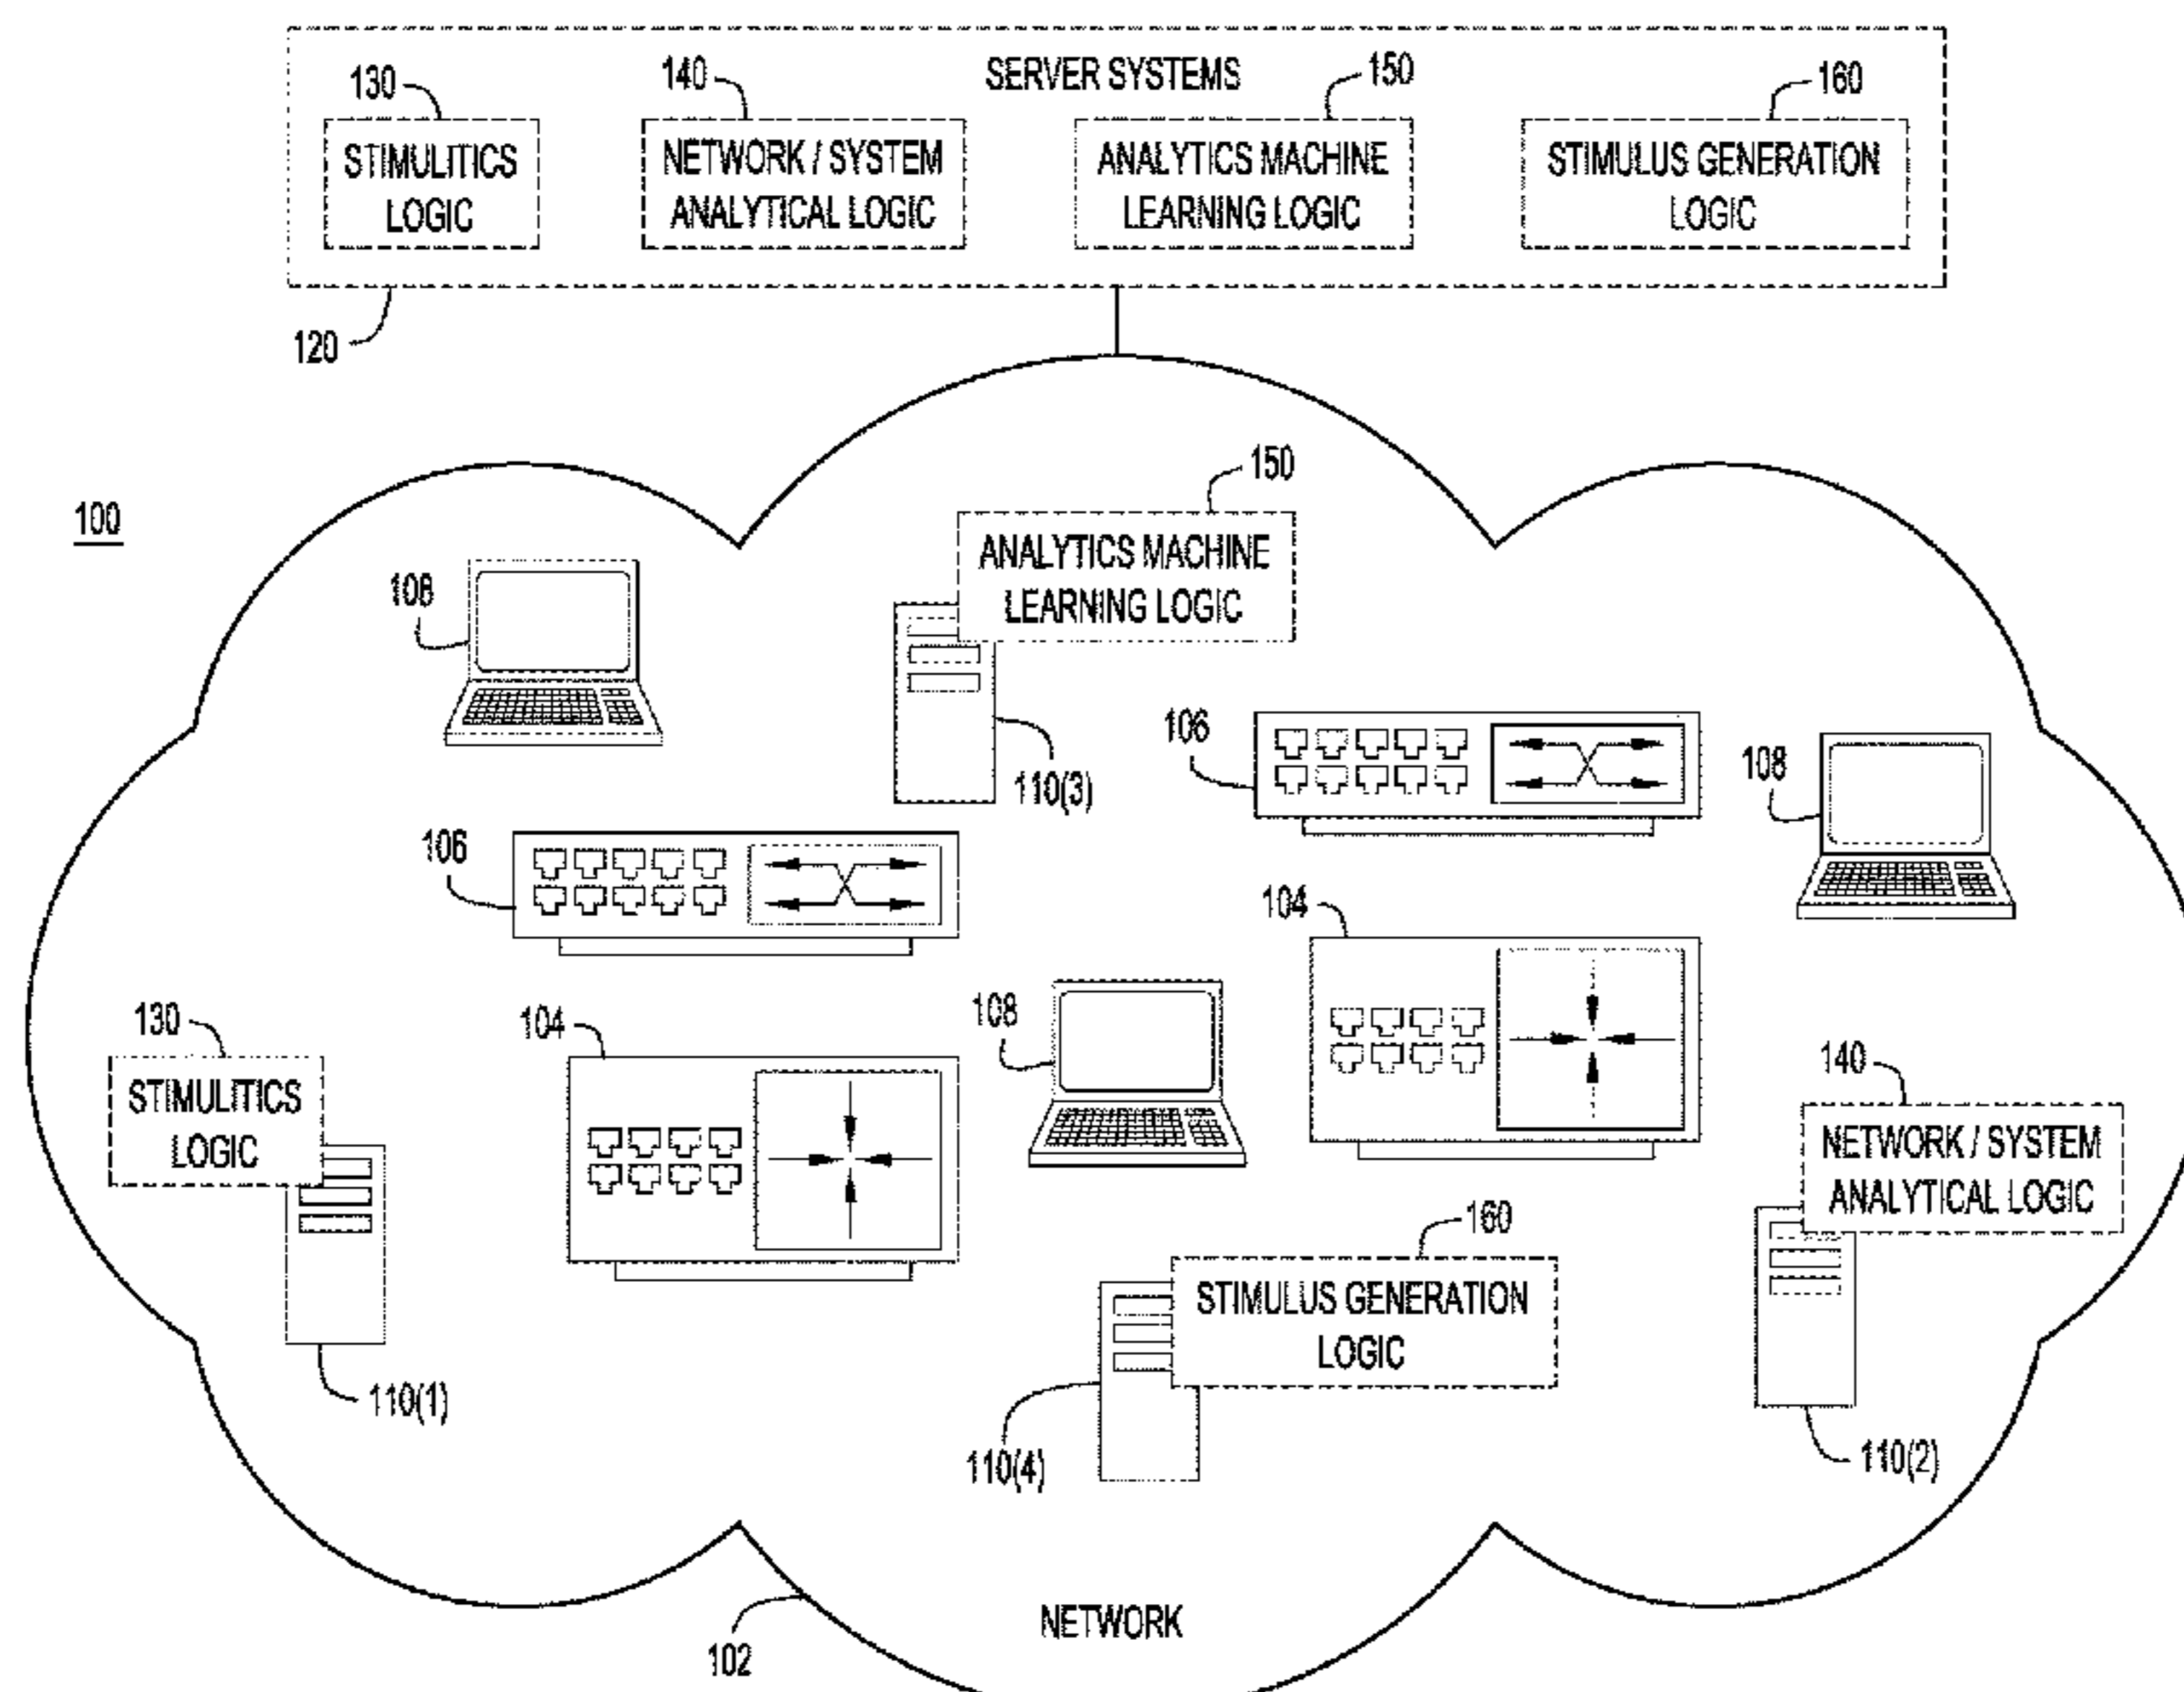 130
140
SERVER SYSTEMS
150
160
STIMULITICS
LOGIC
NETWORK / SYSTEM
ANALYTICAL LOGIC
ANALYTICS MACHINE
LEARNING LOGIC
STIMULUS GENERATION
LOGIC
120
100
150
ANALYTICS MACHINE
LEARNING LOGIC
108
110(3)
106
108
106
104
130
STIMULITICS
LOGIC
104
108
140
NETWORK / SYSTEM
ANALYTICAL LOGIC
160
STIMULUS GENERATION
LOGIC
110(1)
110(4)
110(2)
NETWORK
102